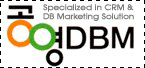 Specialized in CRM &
DB Marketing Solution
공영DBM